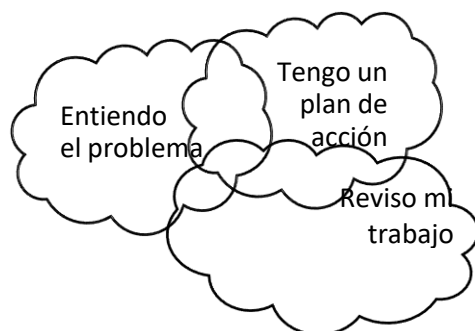 Entiendo
el problema
Tengo un
plan de
acción
Reviso mi
trabajo